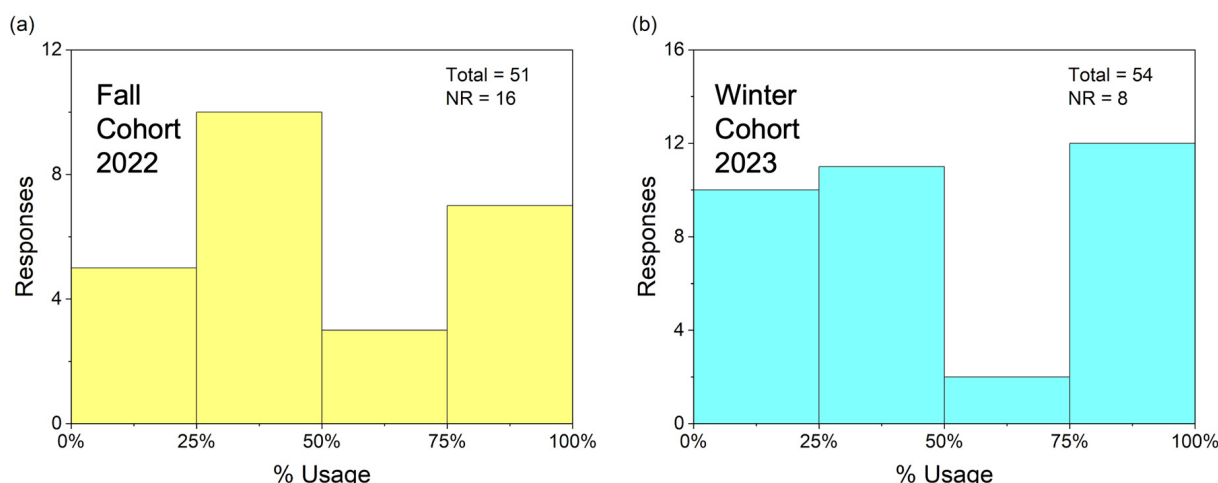 (a)
12
8
4
0
Responses
Fall
Cohort
2022
Total = 51
NR = 16
0%
25%
50%
75%
100%
% Usage
(b)
16
12
8
4
0
Responses
Winter
Cohort
2023
Total = 54
NR = 8
0%
25%
50%
75%
100%
% Usage